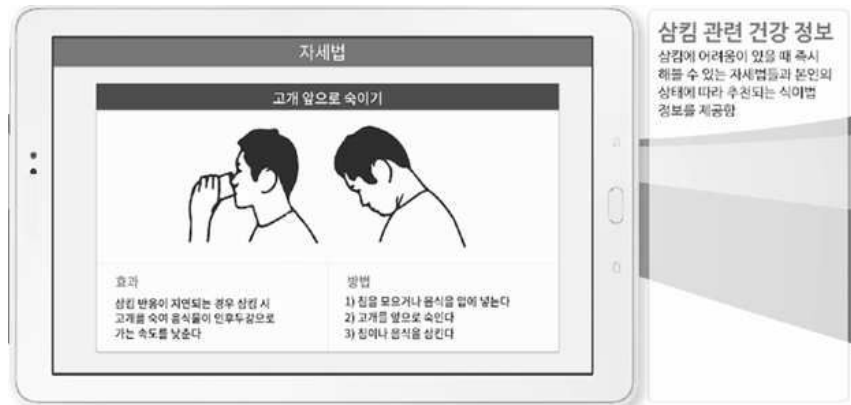 자세법
고개 앞으로 숙이기
효과
삼킴 반응이 지연되는 경우 삼킴 시
고개를 숙여 음식물이 인후두강으로
가는 속도를 낮춘다
방법
1) 침을 모으거나 음식을 입에 넣는다
2) 고개를 앞으로 숙인다
3) 침이나 음식을 삼킨다
삼킴 관련 건강 정보
삼킴에 어려움이 있을 때 즉시
해볼 수 있는 자세법들과 본인의
상태에 따라 추천되는 식이법
정보를 제공함